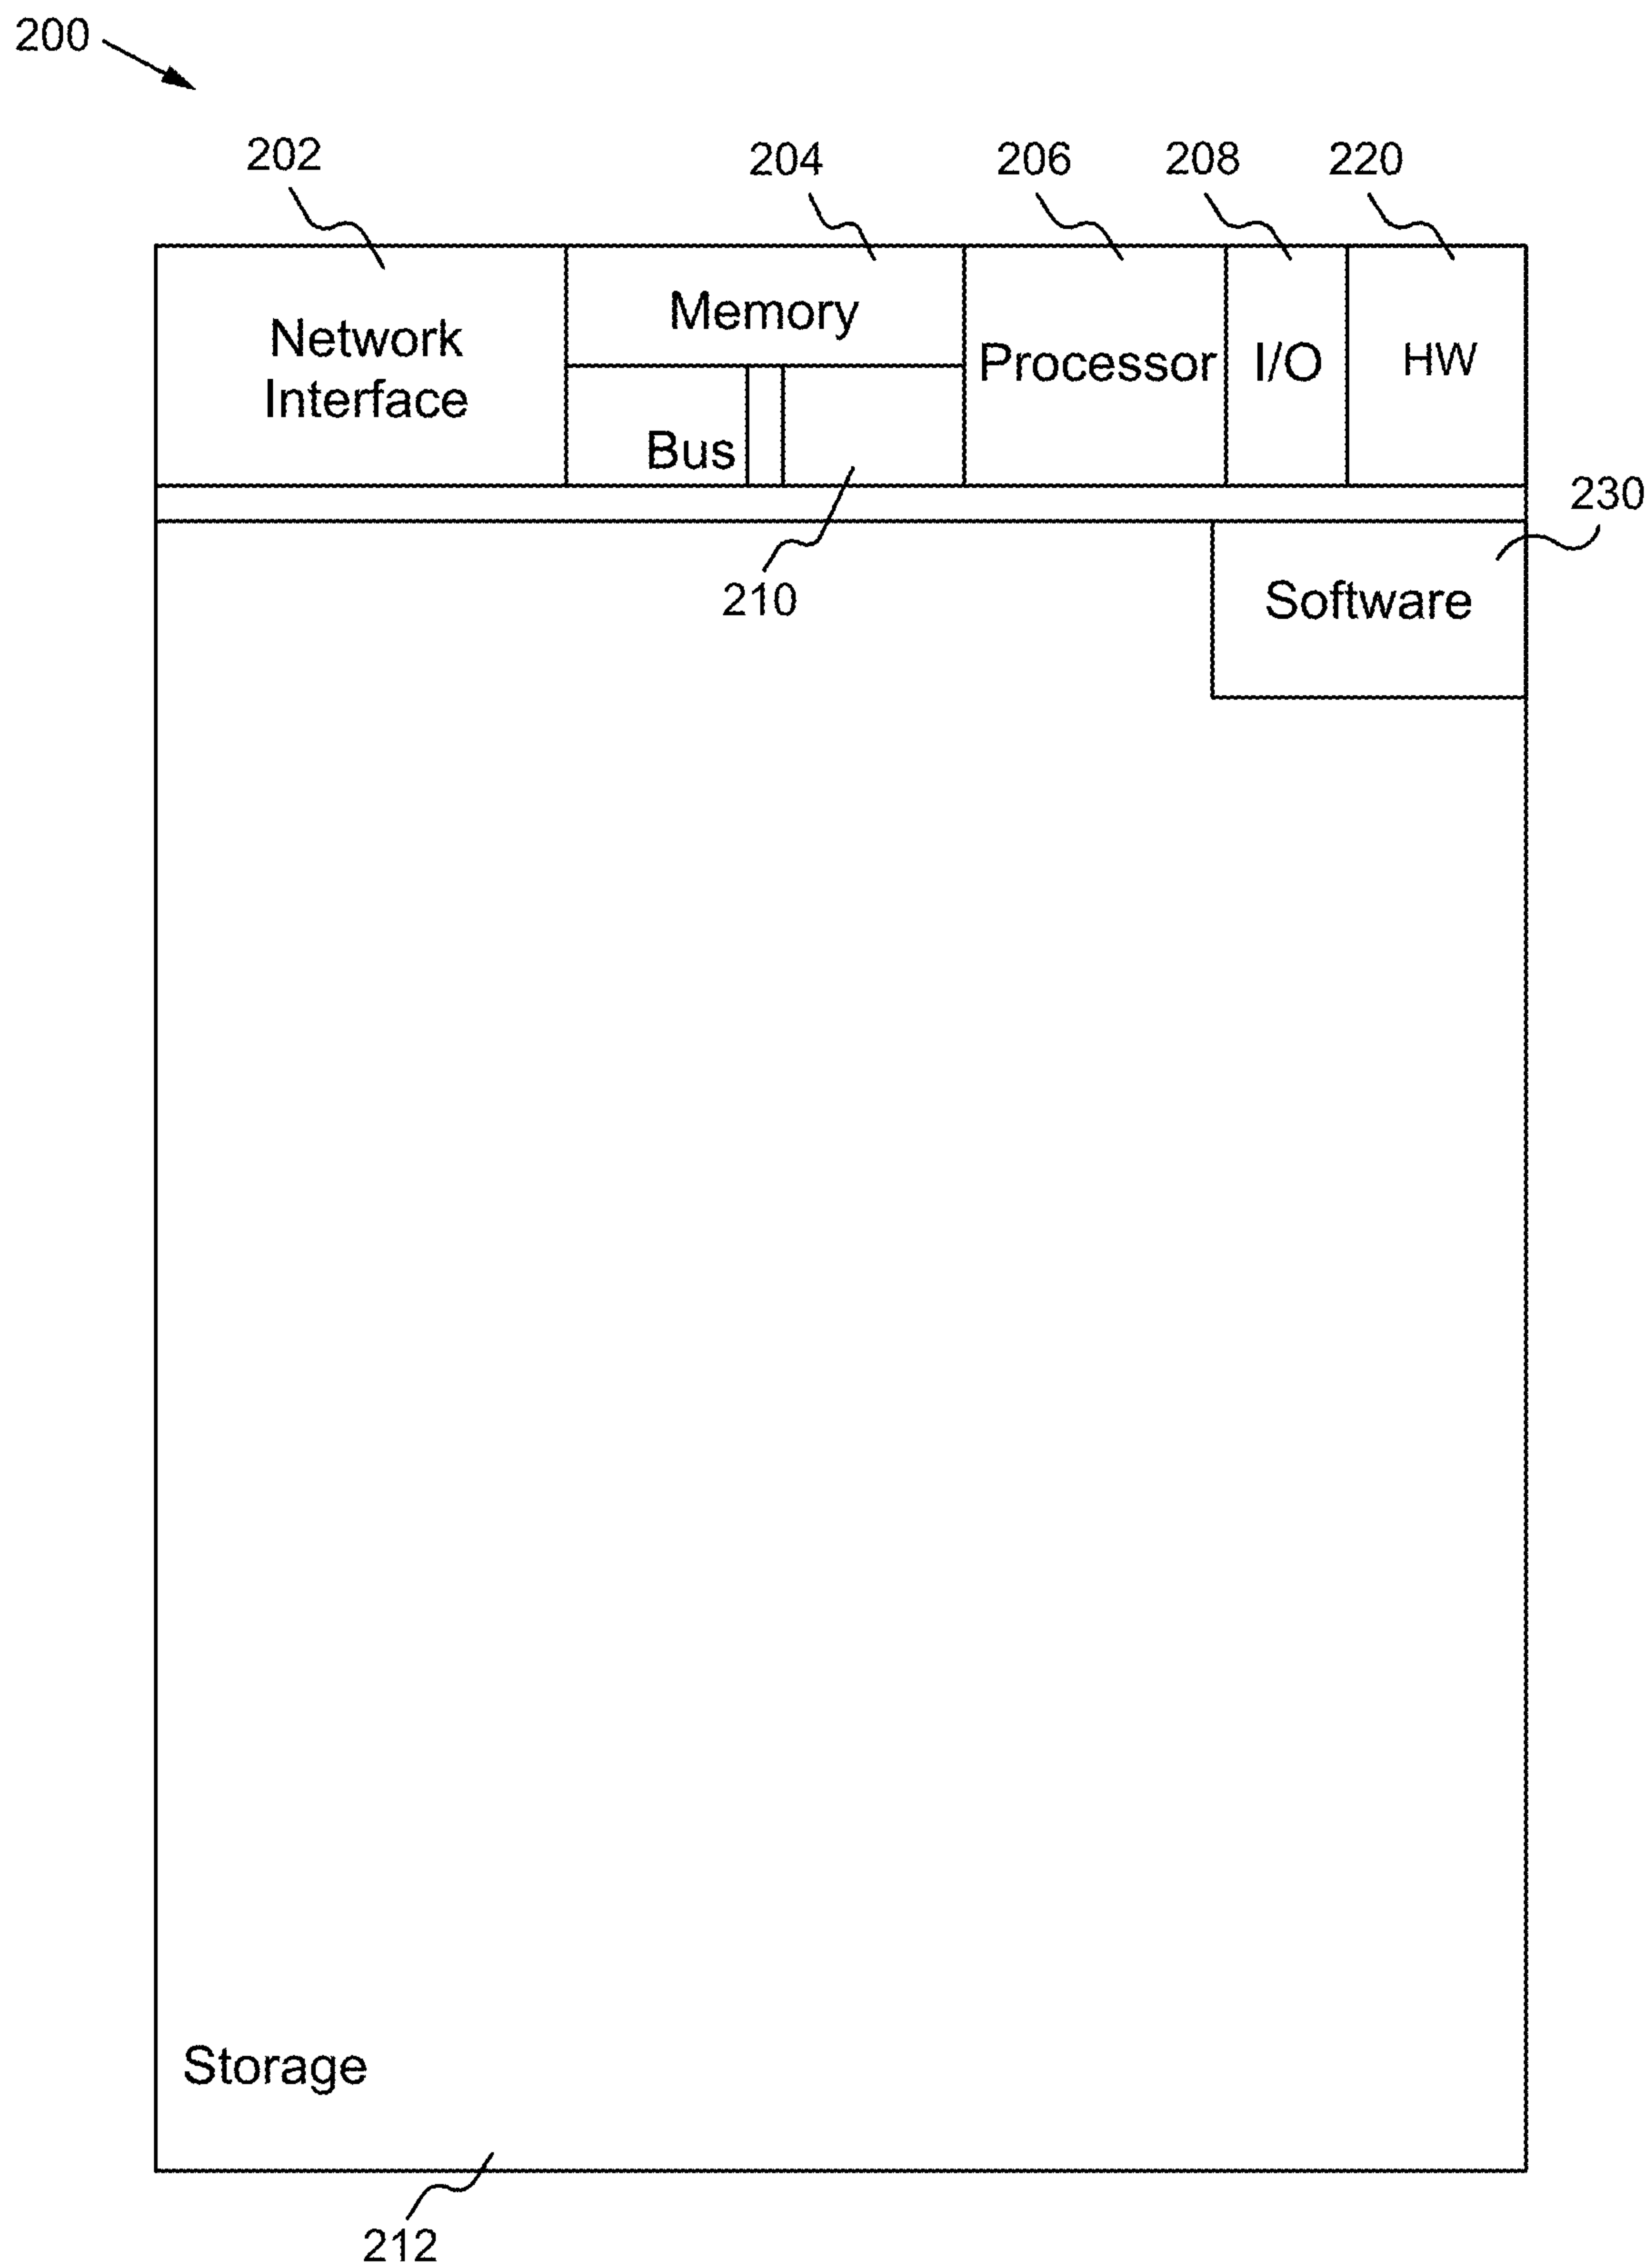 200
202
204
206
208
220
Network
Interface
Memory
Processor
I/O
HW
Bus
230
210
Software
Storage
212